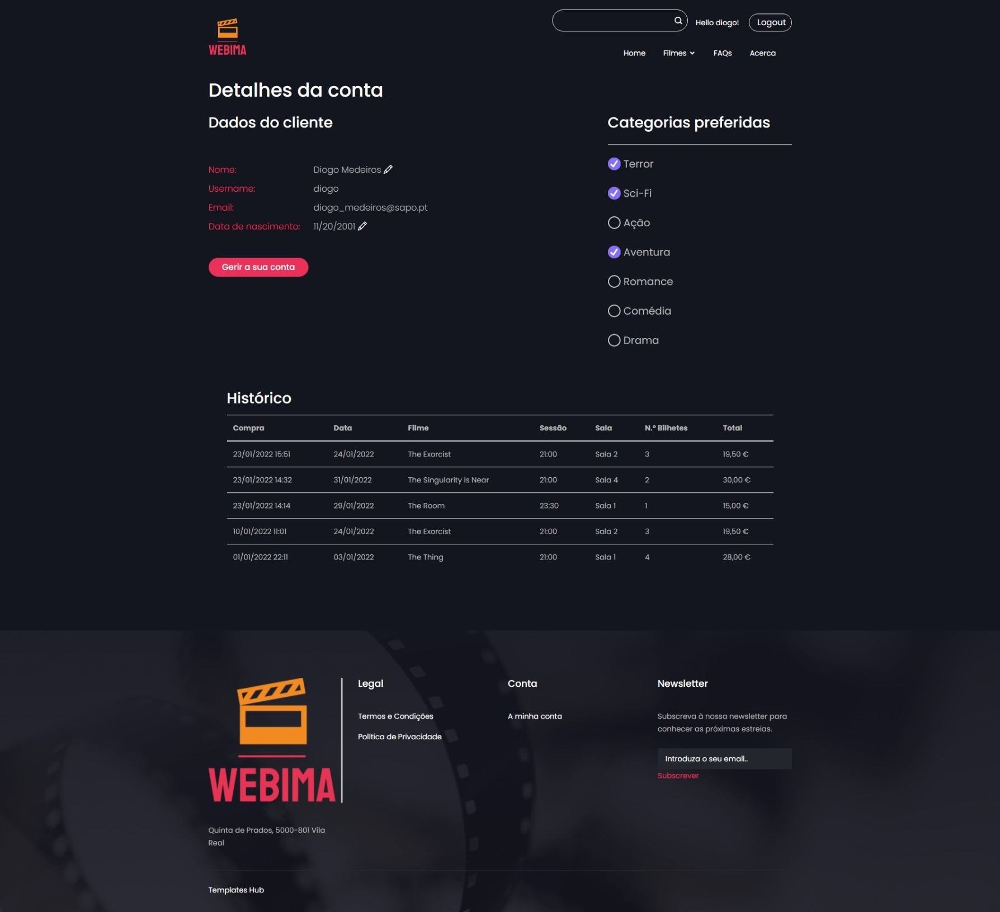 WEBIMA
Hello diogo!
Logout
Home
Filmes
FAQs
Acerca
Detalhes da conta
Dados do cliente
Nome: Diogo Medeiros
Username: diogo
Email: diogo_medeiros@sapo.pt
Data de nascimento: 11/20/2001
Gerir a sua conta
Categorias preferidas
Terror
Sci-Fi
Ação
Aventura
Romance
Comédia
Drama
Histórico
Compra Data Filme Sessão Sala N.º Bilhetes Total
23/01/2022 15:51 24/01/2022 The Exorcist 21:00 Sala 2 3 19,50 €
23/01/2022 14:32 31/01/2022 The Singularity is Near 21:00 Sala 4 2 30,00 €
23/01/2022 14:14 29/01/2022 The Room 23:30 Sala 1 1 15,00 €
10/01/2022 11:01 24/01/2022 The Exorcist 21:00 Sala 2 3 19,50 €
01/01/2022 22:11 03/01/2022 The Thing 21:00 Sala 1 4 28,00 €
WEBIMA
Quinta de Prados, 5000-801 Vila
Real
Legal
Termos e Condições
Política de Privacidade
Conta
A minha conta
Newsletter
Subscreva à nossa newsletter para
conhecer as próximas estreias.
Introduza o seu email..
Subscrever
Templates Hub